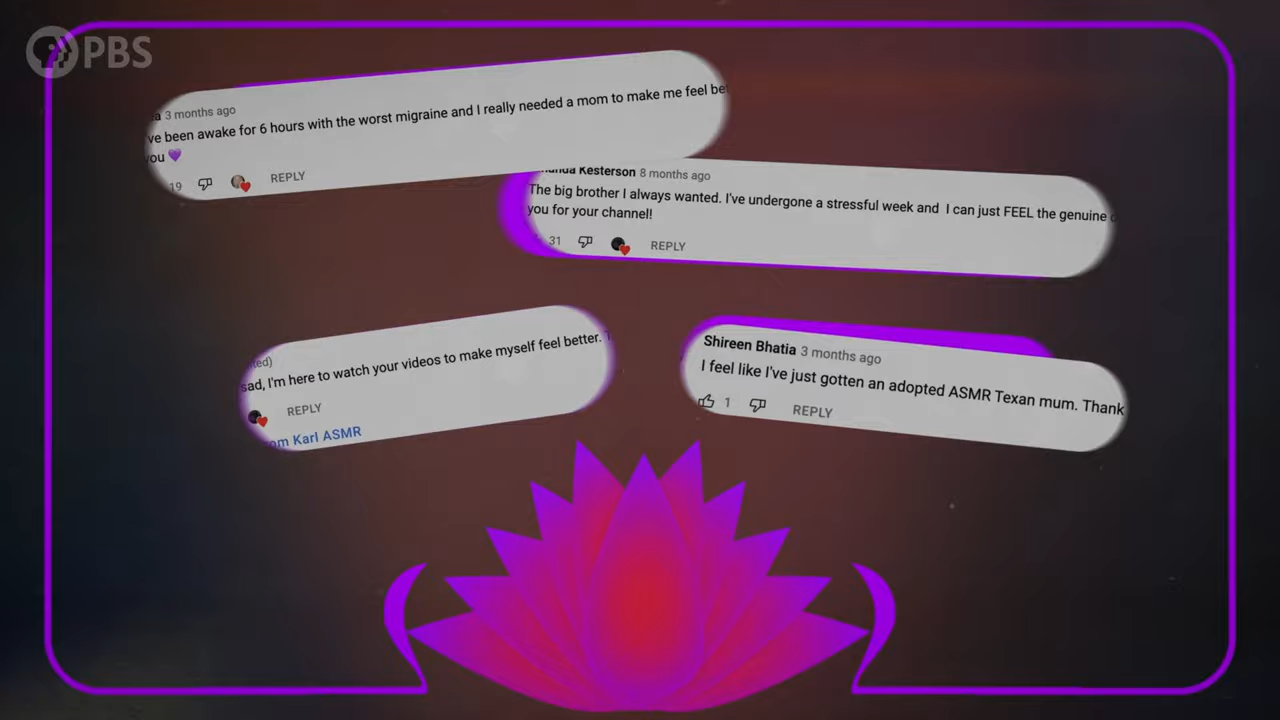 PBS
3 months ago
been awake for 6 hours with the worst migraine and I really needed a mom to make me feel
you 💜
19 REPLY
Kesterson 8 months ago
The big brother I always wanted. I've undergone a stressful week and I can just FEEL the genuine
you for your channel!
31 REPLY
sad, I'm here to watch your videos to make myself feel better.
REPLY
Karl ASMR
Shireen Bhatia 3 months ago
I feel like I've just gotten an adopted ASMR Texan mum. Thank
1 REPLY